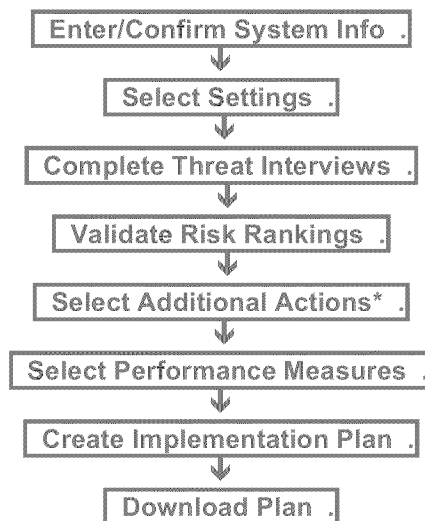 Enter/Confirm System Info .
Select Settings .
Complete Threat Interviews .
Validate Risk Rankings .
Select Additional Actions* .
Select Performance Measures .
Create Implementation Plan .
Download Plan .